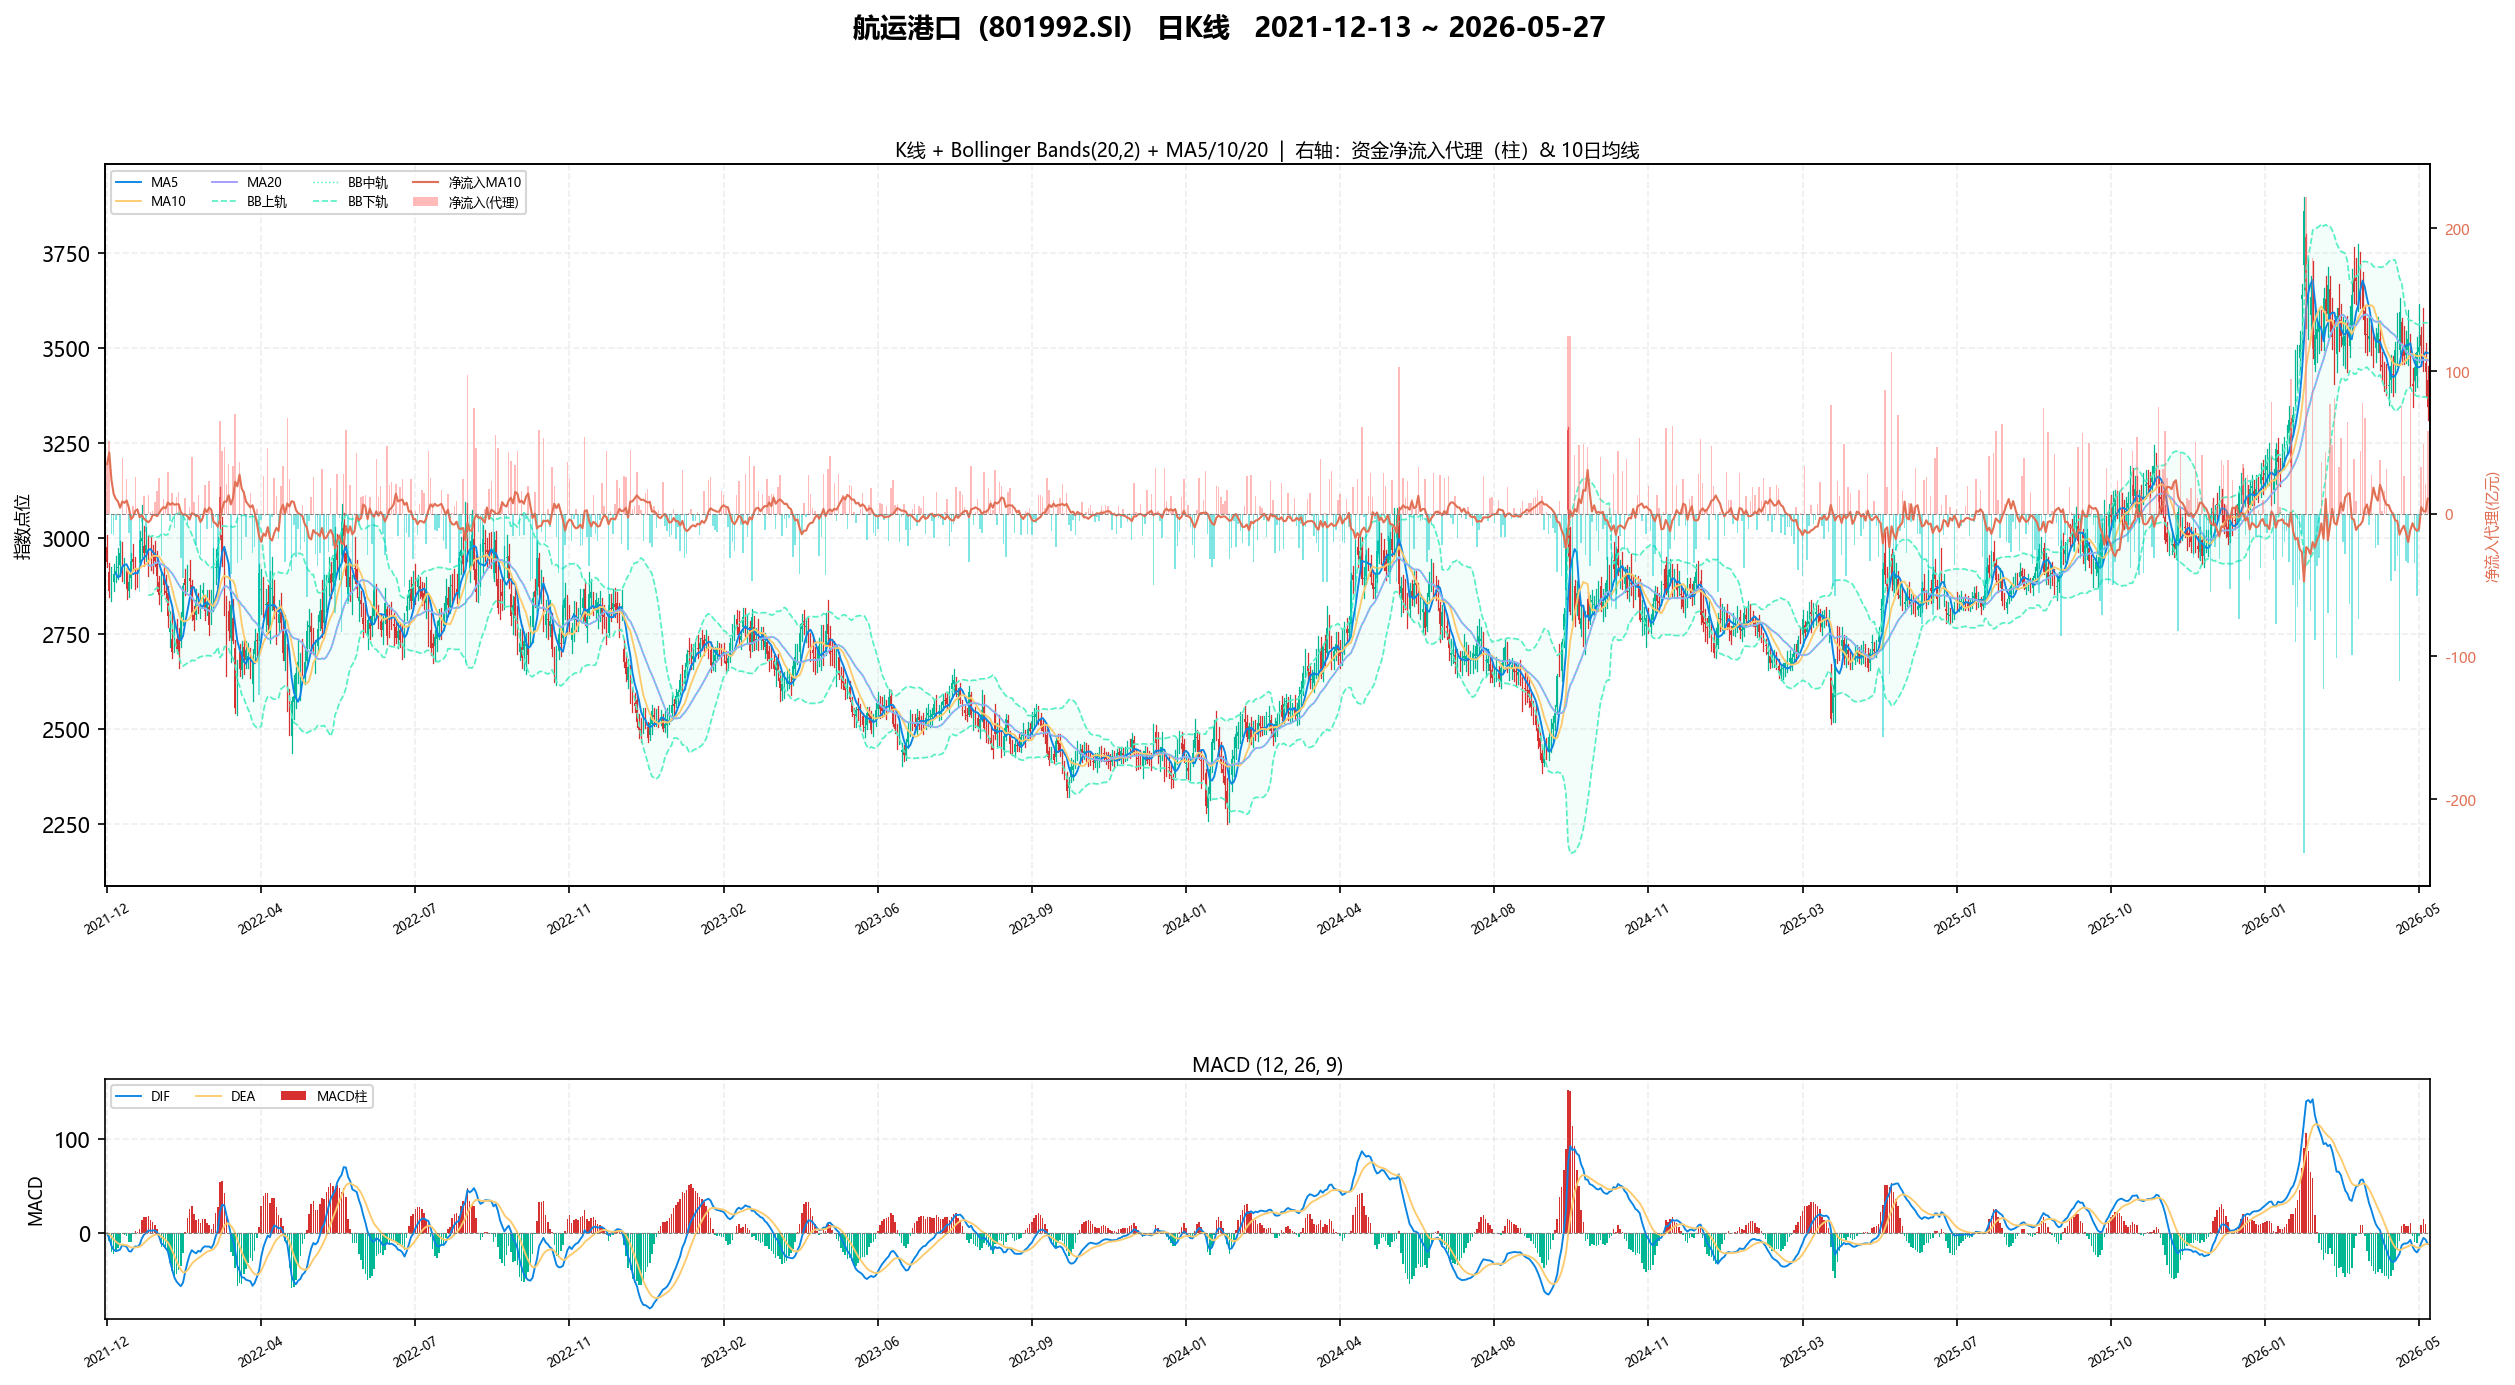 航运港口  (801992.SI)   日K线   2021-12-13 ~ 2026-05-27
K线 + Bollinger Bands(20,2) + MA5/10/20  |  右轴：资金净流入代理（柱）& 10日均线
MA5 MA20 BB中轨 净流入MA10
MA10 BB上轨 BB下轨 净流入(代理)
指数点位
3750
3500
3250
3000
2750
2500
2250
200
100
0
-100
-200
净流入代理(亿元)
2021-12 2022-04 2022-07 2022-11 2023-02 2023-06 2023-09 2024-01 2024-04 2024-08 2024-11 2025-03 2025-07 2025-10 2026-01 2026-05
MACD (12, 26, 9)
DIF DEA MACD柱
MACD
100
0
2021-12 2022-04 2022-07 2022-11 2023-02 2023-06 2023-09 2024-01 2024-04 2024-08 2024-11 2025-03 2025-07 2025-10 2026-01 2026-05